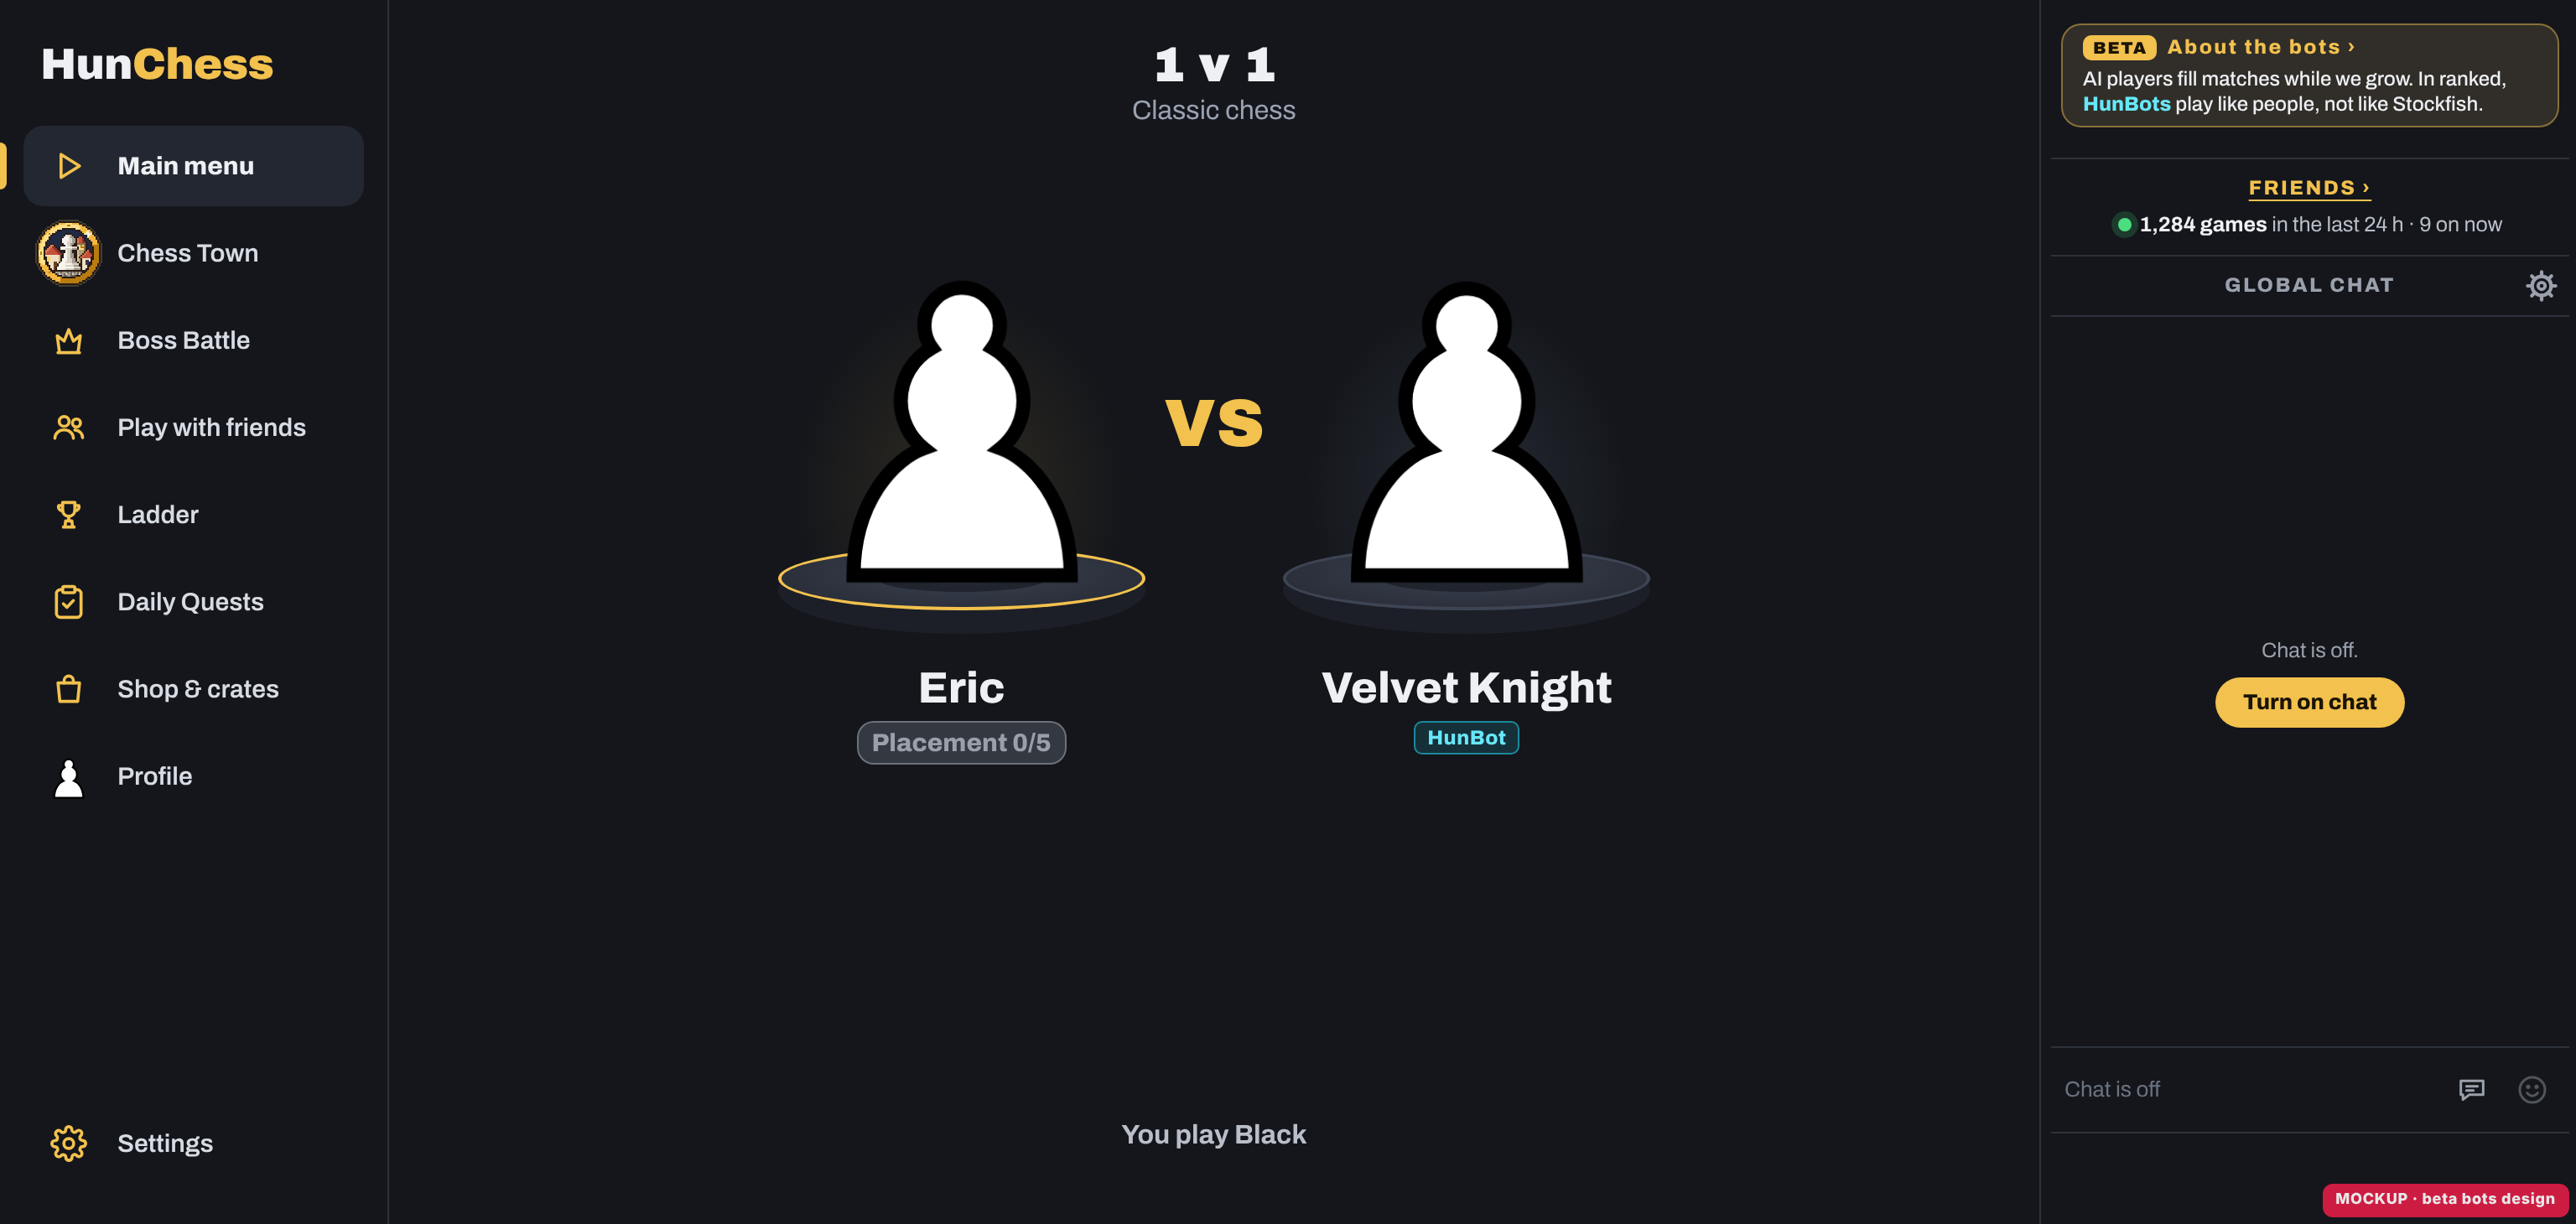 HunChess
Main menu
Chess Town
Boss Battle
Play with friends
Ladder
Daily Quests
Shop & crates
Profile
Settings
1 v 1
Classic chess
VS
Eric
Placement 0/5
Velvet Knight
HunBot
You play Black
BETA About the bots ›
AI players fill matches while we grow. In ranked,
HunBots play like people, not like Stockfish.
FRIENDS ›
1,284 games in the last 24 h · 9 on now
GLOBAL CHAT
Chat is off.
Turn on chat
Chat is off
MOCKUP · beta bots design